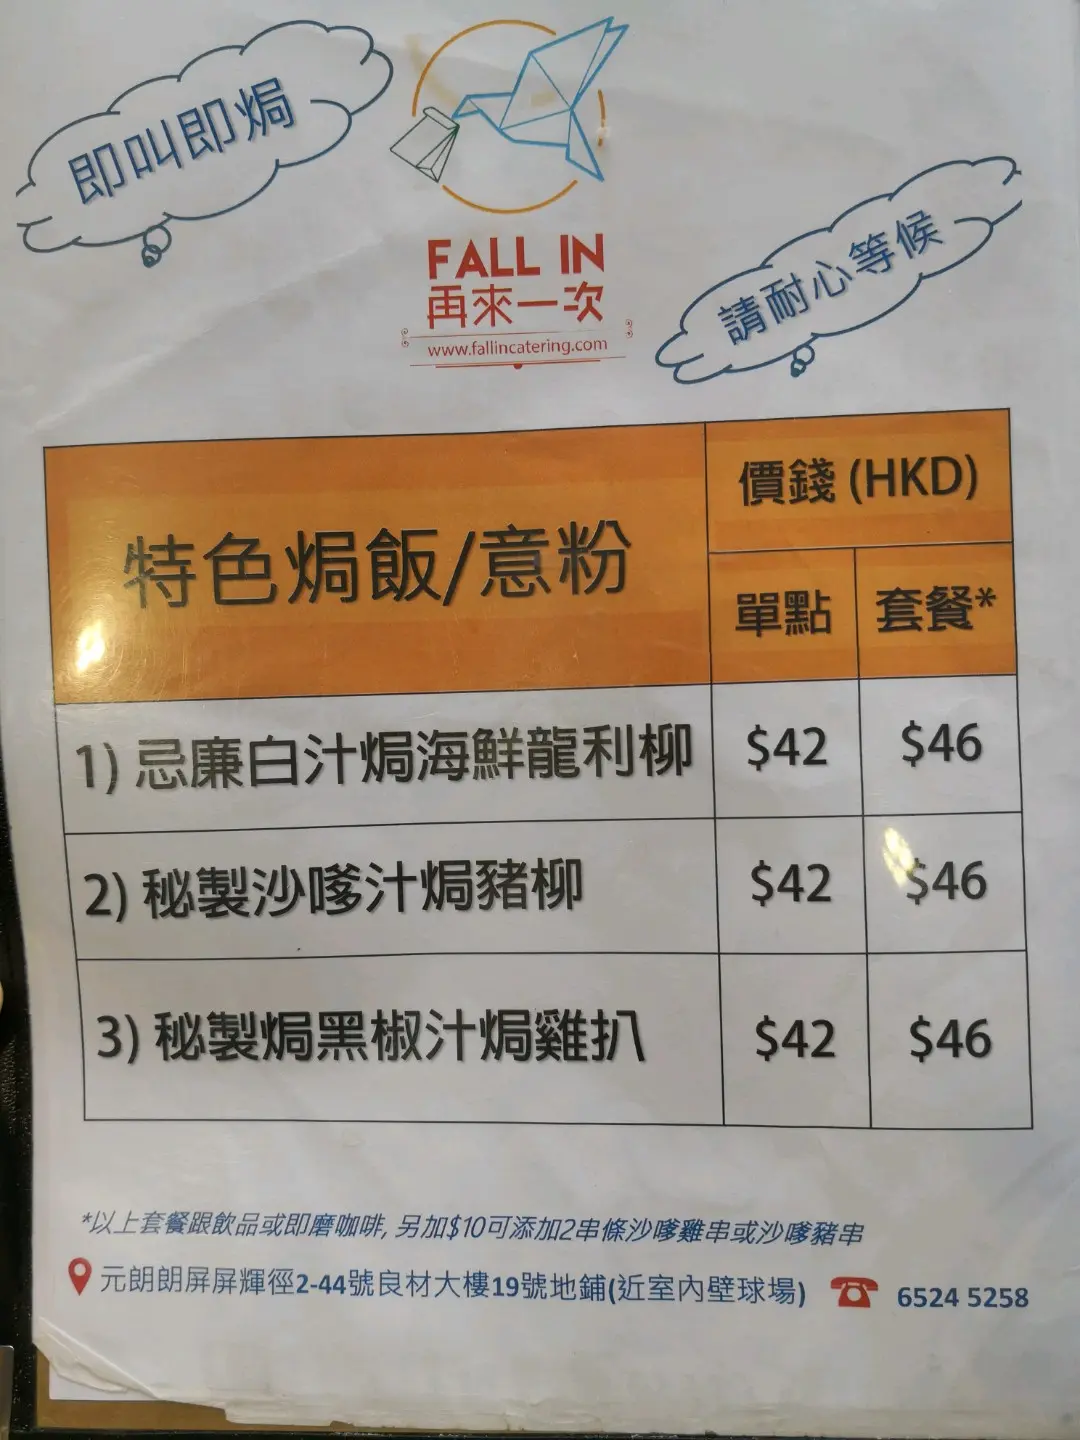 即叫即焗
FALL IN
再來一次
www.fallincatering.com
請耐心等候
特色焗飯/意粉
價錢 (HKD)
單點
套餐*
1) 忌廉白汁焗海鮮龍利柳
$42
$46
2) 秘製沙嗲汁焗豬柳
$42
$46
3) 秘製焗黑椒汁焗雞扒
$42
$46
*以上套餐跟飲品或即磨咖啡, 另加$10可添加2串條沙嗲雞串或沙嗲豬串
元朗朗屏屏輝徑2-44號良材大樓19號地鋪(近室內壁球場)
6524 5258